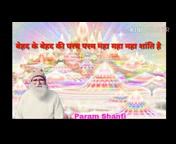 बेहद के बेहद की परम परम महा महा महा शांति है
Param Shanti